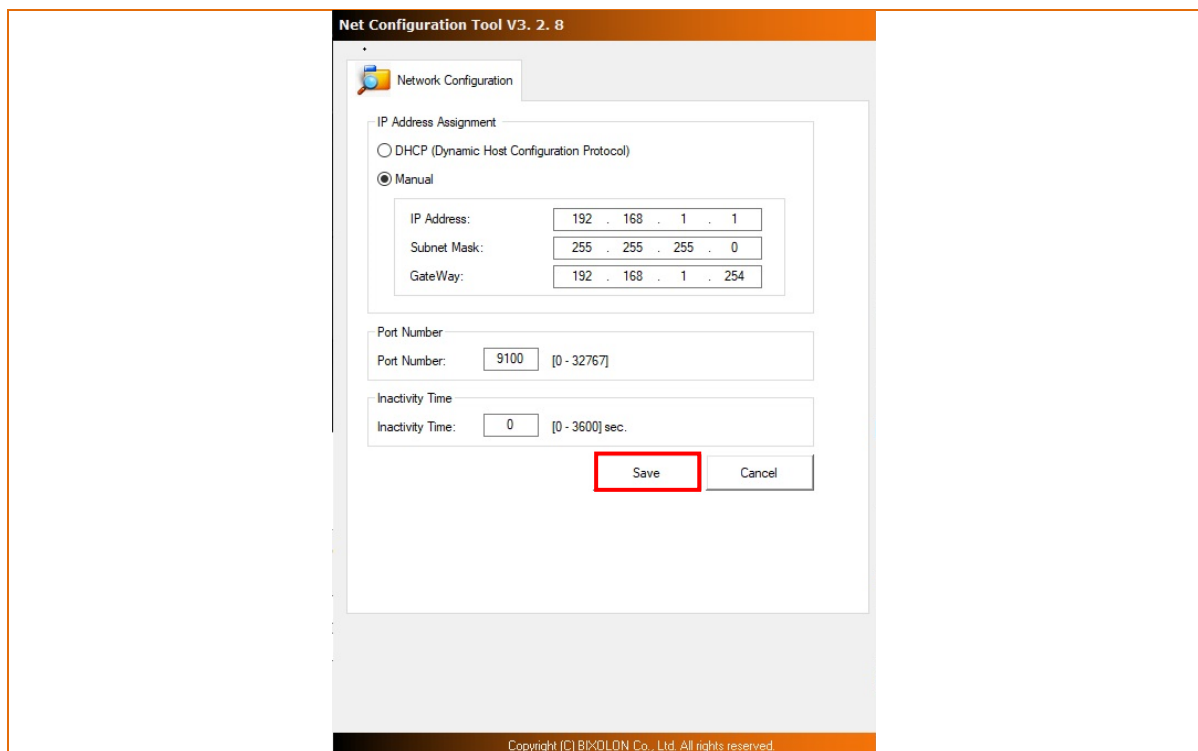 Net Configuration Tool V3. 2. 8
Network Configuration
IP Address Assignment
DHCP (Dynamic Host Configuration Protocol)
Manual
IP Address: 192 . 168 . 1 . 1
Subnet Mask: 255 . 255 . 255 . 0
GateWay: 192 . 168 . 1 . 254
Port Number
Port Number: 9100 [0 - 32767]
Inactivity Time
Inactivity Time: 0 [0 - 3600] sec.
Save Cancel
Copyright (C) BIXOLON Co., Ltd. All rights reserved.